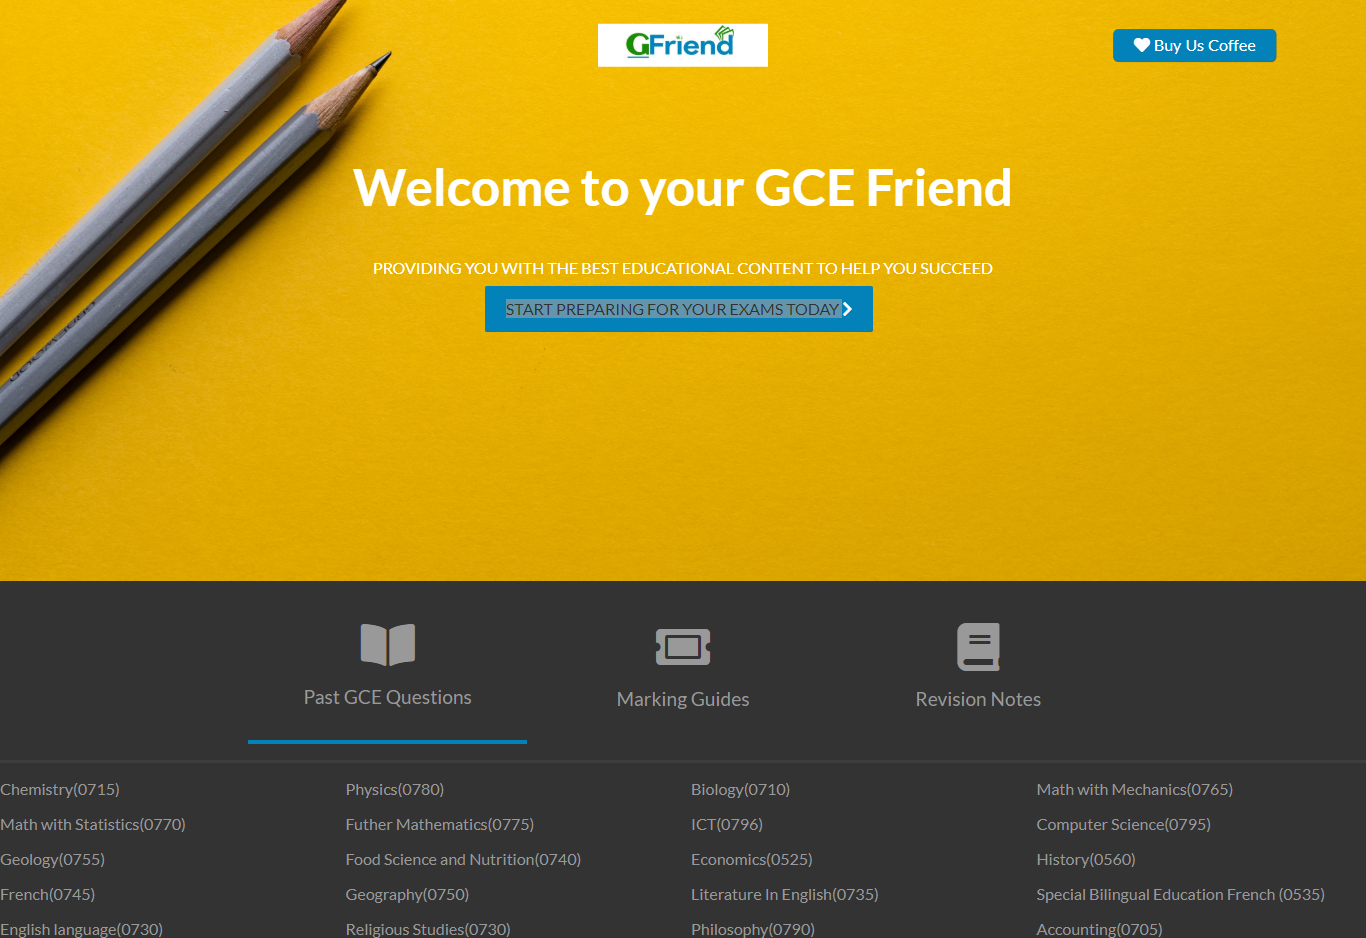 GFriend
Buy Us Coffee
Welcome to your GCE Friend
PROVIDING YOU WITH THE BEST EDUCATIONAL CONTENT TO HELP YOU SUCCEED
START PREPARING FOR YOUR EXAMS TODAY
Past GCE Questions
Marking Guides
Revision Notes
Chemistry(0715) Physics(0780) Biology(0710) Math with Mechanics(0765)
Math with Statistics(0770) Futher Mathematics(0775) ICT(0796) Computer Science(0795)
Geology(0755) Food Science and Nutrition(0740) Economics(0525) History(0560)
French(0745) Geography(0750) Literature In English(0735) Special Bilingual Education French (0535)
English language(0730) Religious Studies(0730) Philosophy(0790) Accounting(0705)